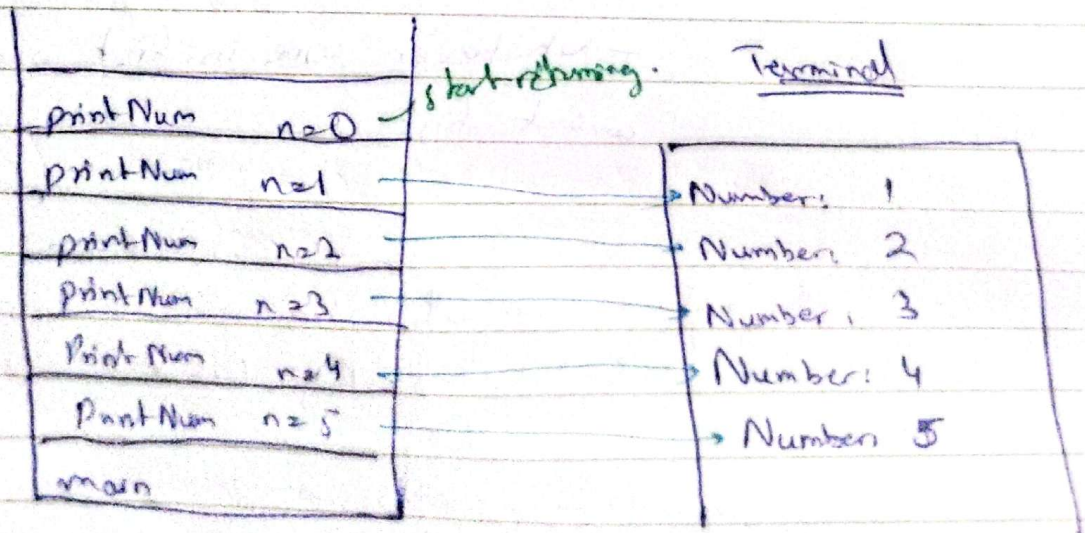 start returning.
Terminal
printNum n=0
printNum n=1
Number: 1
printNum n=2
Number: 2
printNum n=3
Number: 3
PrintNum n=4
Number: 4
PrintNum n=5
Number: 5
main